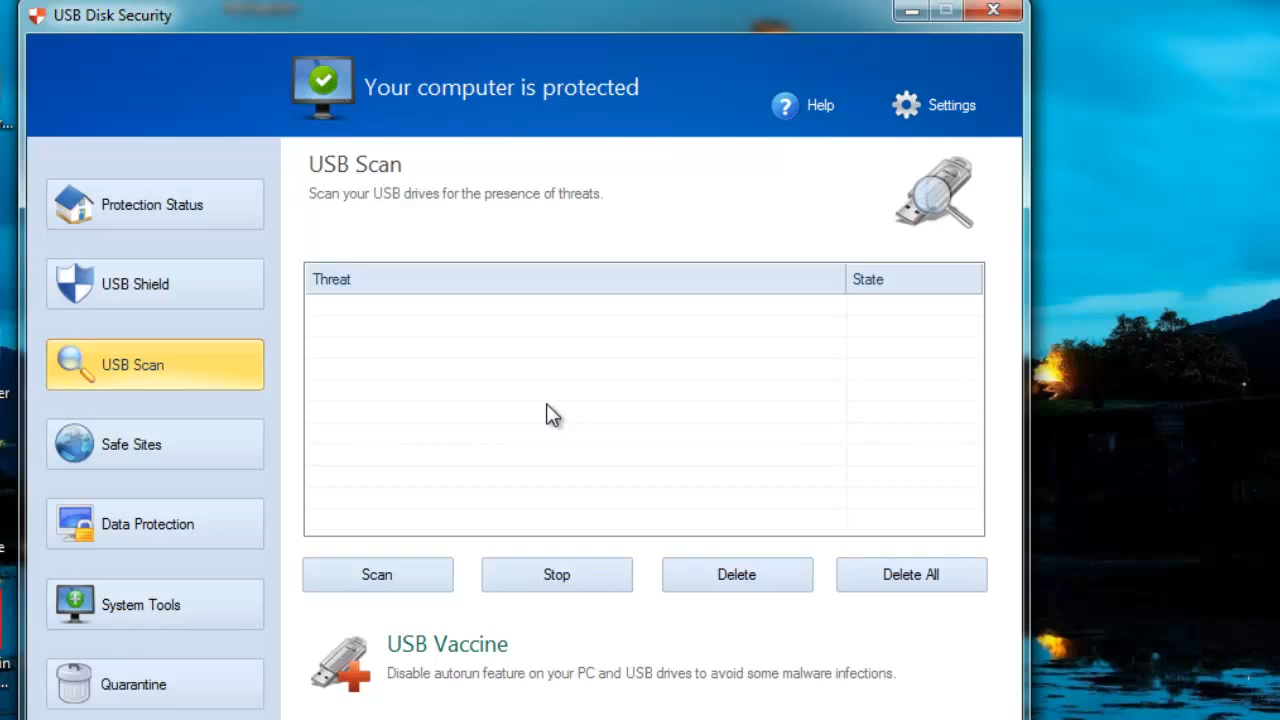 USB Disk Security
Your computer is protected
Help
Settings
Protection Status
USB Shield
USB Scan
Safe Sites
Data Protection
System Tools
Quarantine
USB Scan
Scan your USB drives for the presence of threats.
Threat
State
Scan
Stop
Delete
Delete All
USB Vaccine
Disable autorun feature on your PC and USB drives to avoid some malware infections.